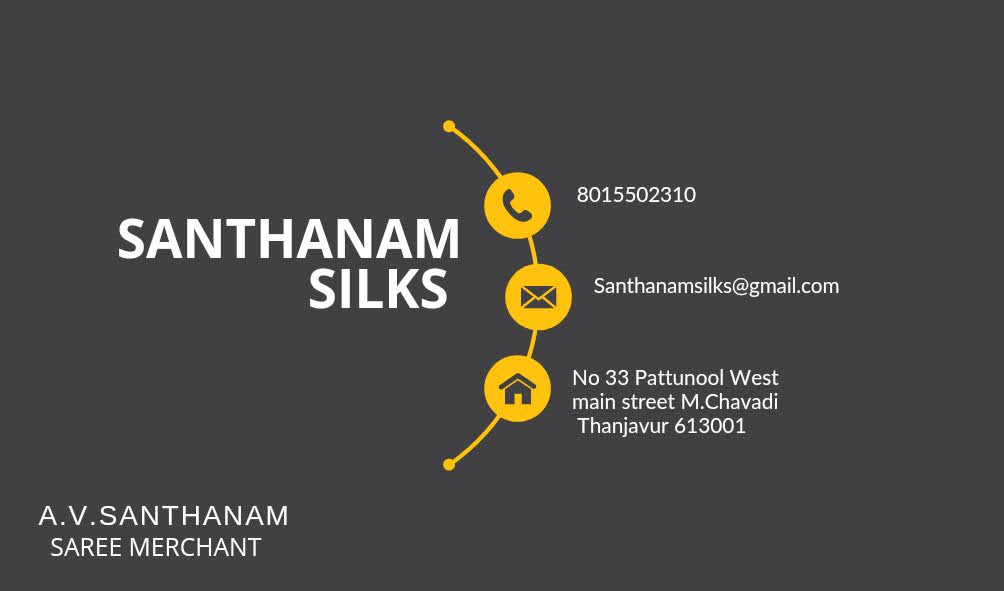 SANTHANAM
SILKS
8015502310
Santhanamsilks@gmail.com
No 33 Pattunool West
main street M.Chavadi
Thanjavur 613001
A.V.SANTHANAM
SAREE MERCHANT